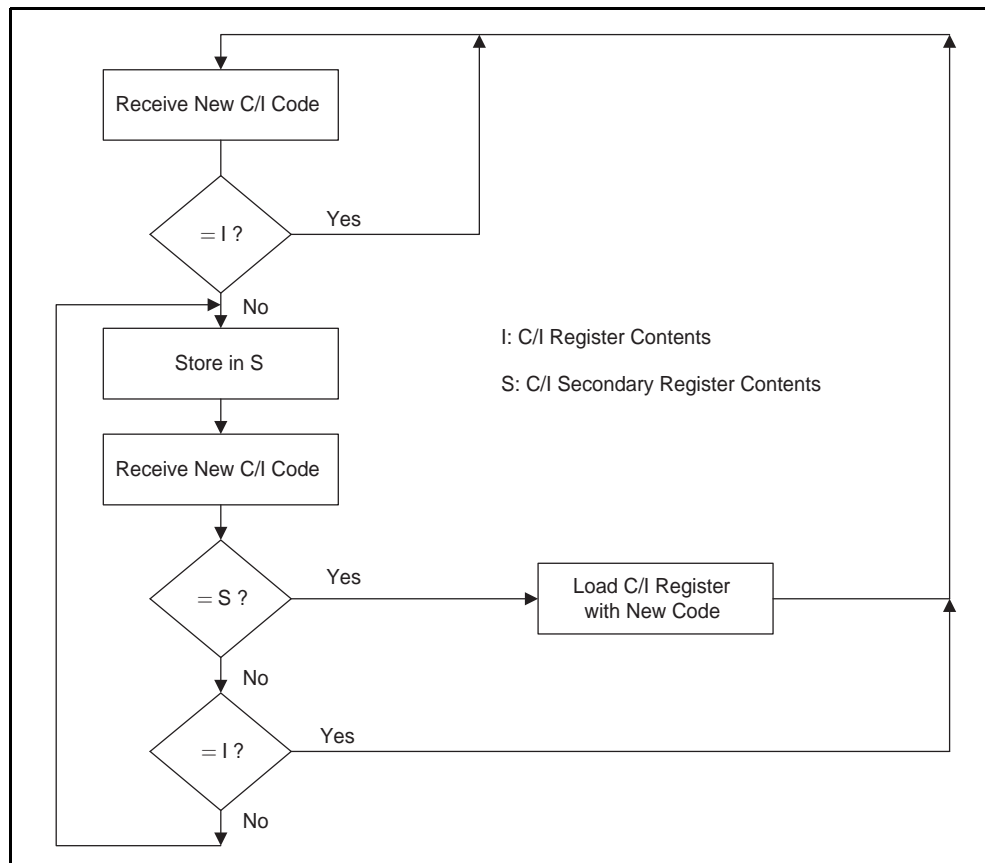 Receive New C/I Code
= I ?
Yes
No
Store in S
I: C/I Register Contents
S: C/I Secondary Register Contents
Receive New C/I Code
= S ?
Yes
Load C/I Register
with New Code
No
= I ?
Yes
No